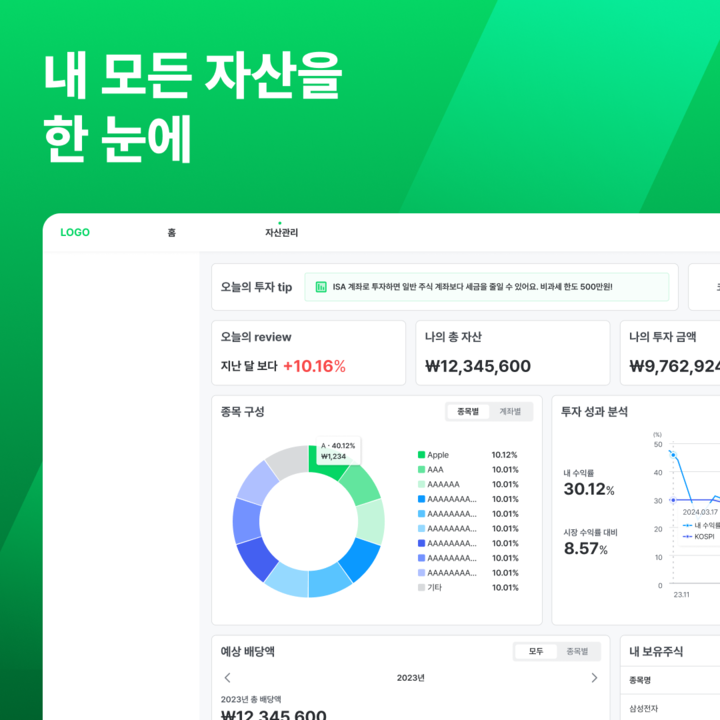 내 모든 자산을
한 눈에
LOGO 홈 자산관리
오늘의 투자 tip ISA 계좌로 투자하면 일반 주식 계좌보다 세금을 줄일 수 있어요. 비과세 한도 500만원!
오늘의 review
지난 달 보다 +10.16%
나의 총 자산
₩12,345,600
나의 투자 금액
₩9,762,924
종목 구성 종목별 계좌별
A · 40.12%
₩1,234
Apple 10.12%
AAA 10.01%
AAAAAA 10.01%
AAAAAAAA... 10.01%
AAAAAAAA... 10.01%
AAAAAAAA... 10.01%
AAAAAAAA... 10.01%
AAAAAAAA... 10.01%
AAAAAAAA... 10.01%
기타 10.01%
투자 성과 분석
내 수익률
30.12%
시장 수익률 대비
8.57%
(%)
50
40
30
20
10
0
23.11
2024.03.17
내 수익률
KOSPI
예상 배당액 모두 종목별
2023년
2023년 총 배당액
₩12,345,600
내 보유주식
종목명
삼성전자